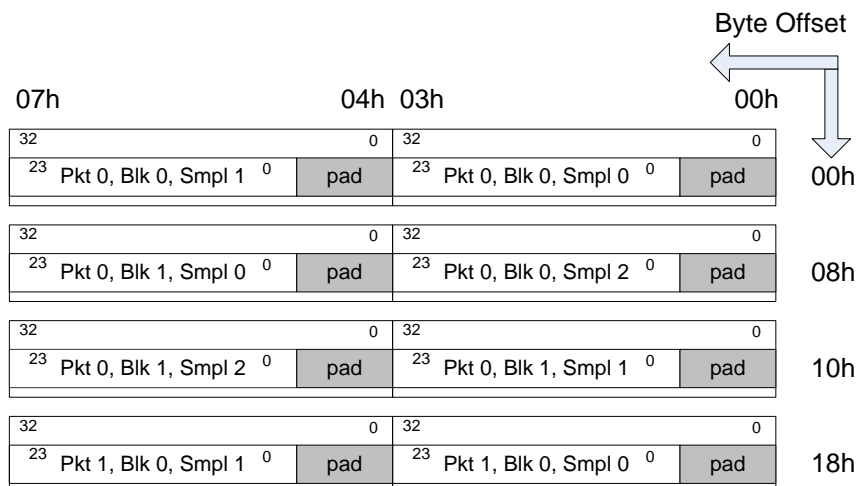 Byte Offset
07h 04h 03h 00h
32 0 32 0
23 Pkt 0, Blk 0, Smpl 1 0 pad 23 Pkt 0, Blk 0, Smpl 0 0 pad 00h
32 0 32 0
23 Pkt 0, Blk 1, Smpl 0 0 pad 23 Pkt 0, Blk 0, Smpl 2 0 pad 08h
32 0 32 0
23 Pkt 0, Blk 1, Smpl 2 0 pad 23 Pkt 0, Blk 1, Smpl 1 0 pad 10h
32 0 32 0
23 Pkt 1, Blk 0, Smpl 1 0 pad 23 Pkt 1, Blk 0, Smpl 0 0 pad 18h